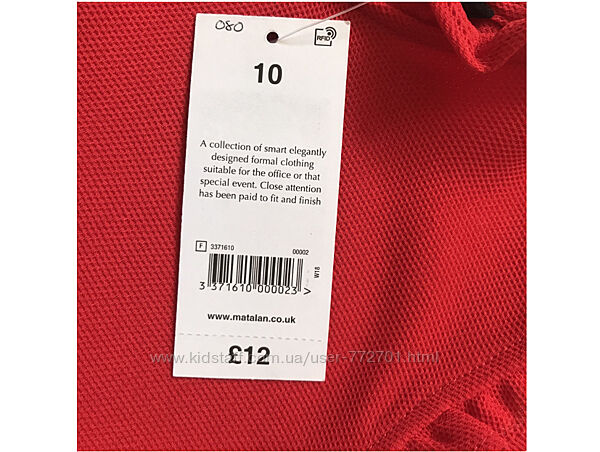 080
RFID
10
A collection of smart elegantly
designed formal clothing
suitable for the office or that
special event. Close attention
has been paid to fit and finish
F 3371610 00002
W18
3 371610 000023 >
www.matalan.co.uk
£12
www.kidstaff.com.ua/user-772701.html